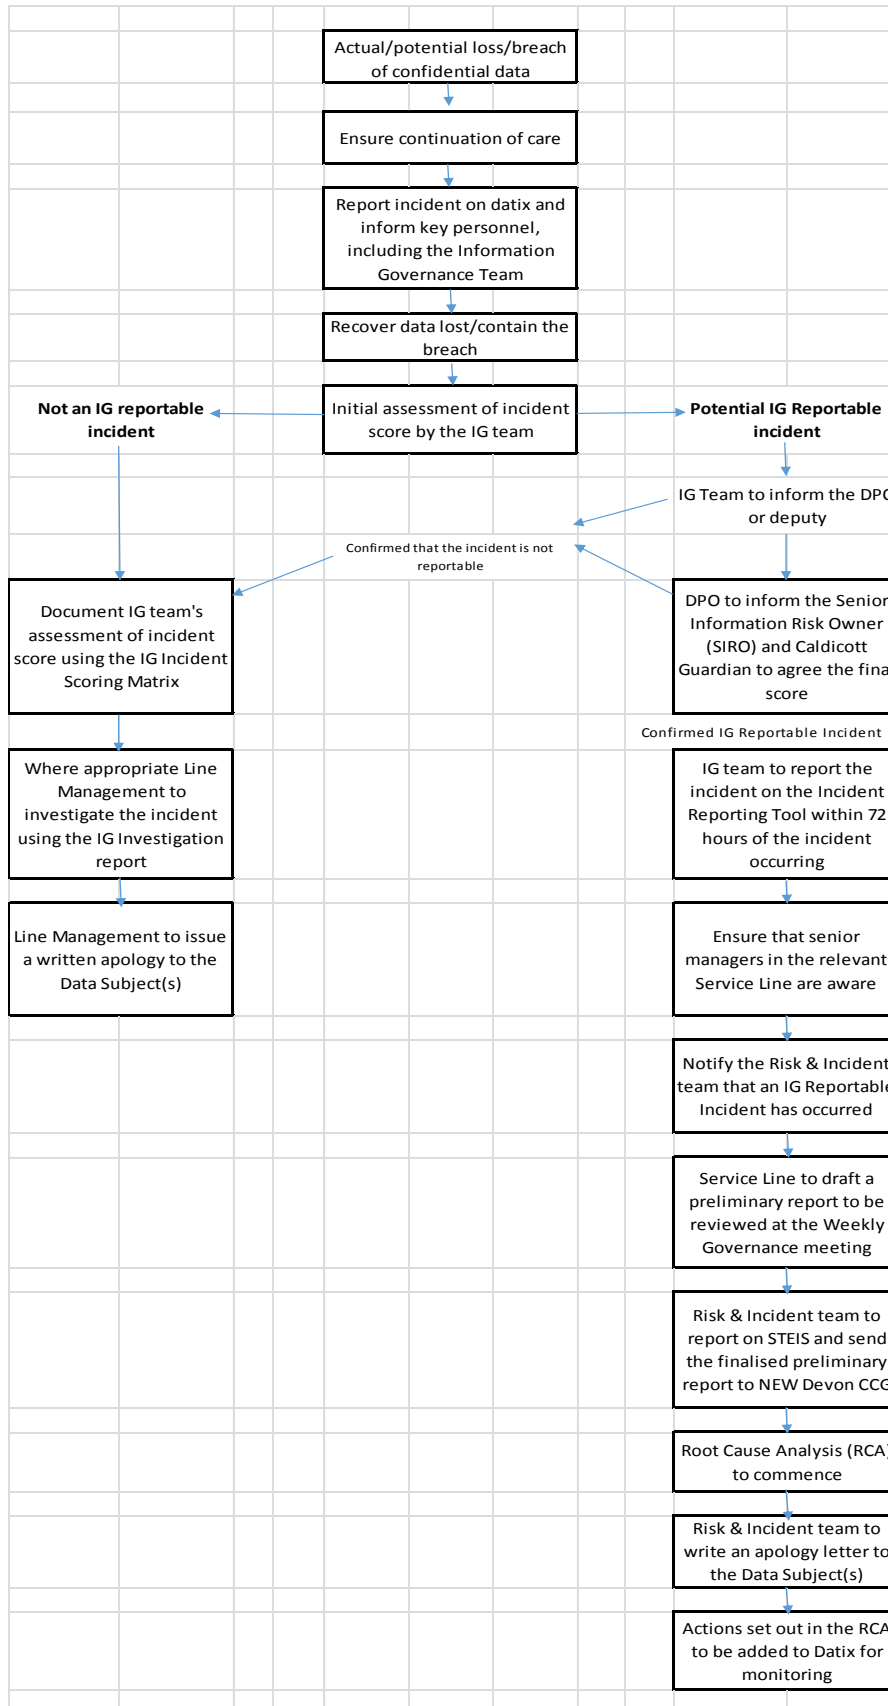 Actual/potential loss/breach
of confidential data
Ensure continuation of care
Report incident on datix and
inform key personnel,
including the Information
Governance Team
Recover data lost/contain the
breach
Initial assessment of incident
score by the IG team
Not an IG reportable
incident
Potential IG Reportable
incident
IG Team to inform the DPO
or deputy
Confirmed that the incident is not
reportable
Document IG team's
assessment of incident
score using the IG Incident
Scoring Matrix
DPO to inform the Senior
Information Risk Owner
(SIRO) and Caldicott
Guardian to agree the fina
score
Confirmed IG Reportable Incident
Where appropriate Line
Management to
investigate the incident
using the IG Investigation
report
IG team to report the
incident on the Incident
Reporting Tool within 72
hours of the incident
occurring
Line Management to issue
a written apology to the
Data Subject(s)
Ensure that senior
managers in the relevant
Service Line are aware
Notify the Risk & Incident
team that an IG Reportable
Incident has occurred
Service Line to draft a
preliminary report to be
reviewed at the Weekly
Governance meeting
Risk & Incident team to
report on STEIS and send
the finalised preliminary
report to NEW Devon CCG
Root Cause Analysis (RCA)
to commence
Risk & Incident team to
write an apology letter to
the Data Subject(s)
Actions set out in the RCA
to be added to Datix for
monitoring